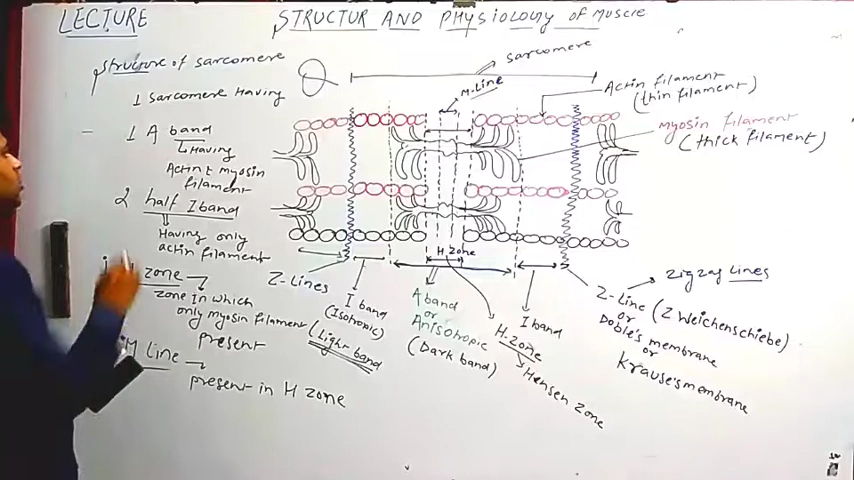 LECTURE
STRUCTUR AND PHYSIOLONY of MUSCLE
structure of sarcomere
1 sarcomere Having
1 A band
Having
Actin & myosin
filament
2 half I band
Having only
actin filament
zone
zone In which
only myosin filament
present
M line
present in H zone
sarcomere
M-Line
Actin filament
(thin filament)
myosin filament
(thick filament)
H zone
Z-Lines
I band
(Isotropic)
(Light band)
A band
or
Anisotropic
(Dark band)
H-Zone
Hensen zone
I band
zigzag Lines
Z-Line (Z Weichenschiebe)
or
Doble's membrane
or
Krause's membrane